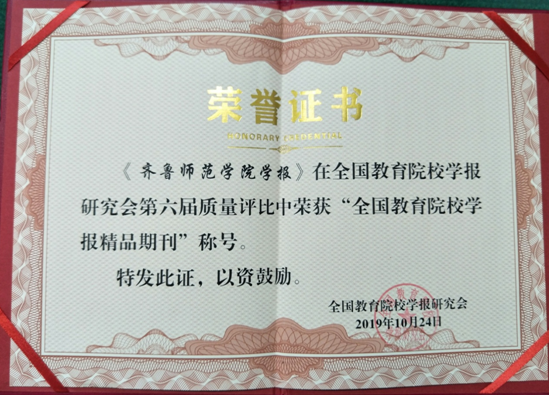 荣誉证书
HONORARY CREDENTIAL
《齐鲁师范学院学报》在全国教育院校学报
研究会第六届质量评比中荣获“全国教育院校学
报精品期刊”称号。
特发此证，以资鼓励。
全国教育院校学报研究会
2019年10月24日